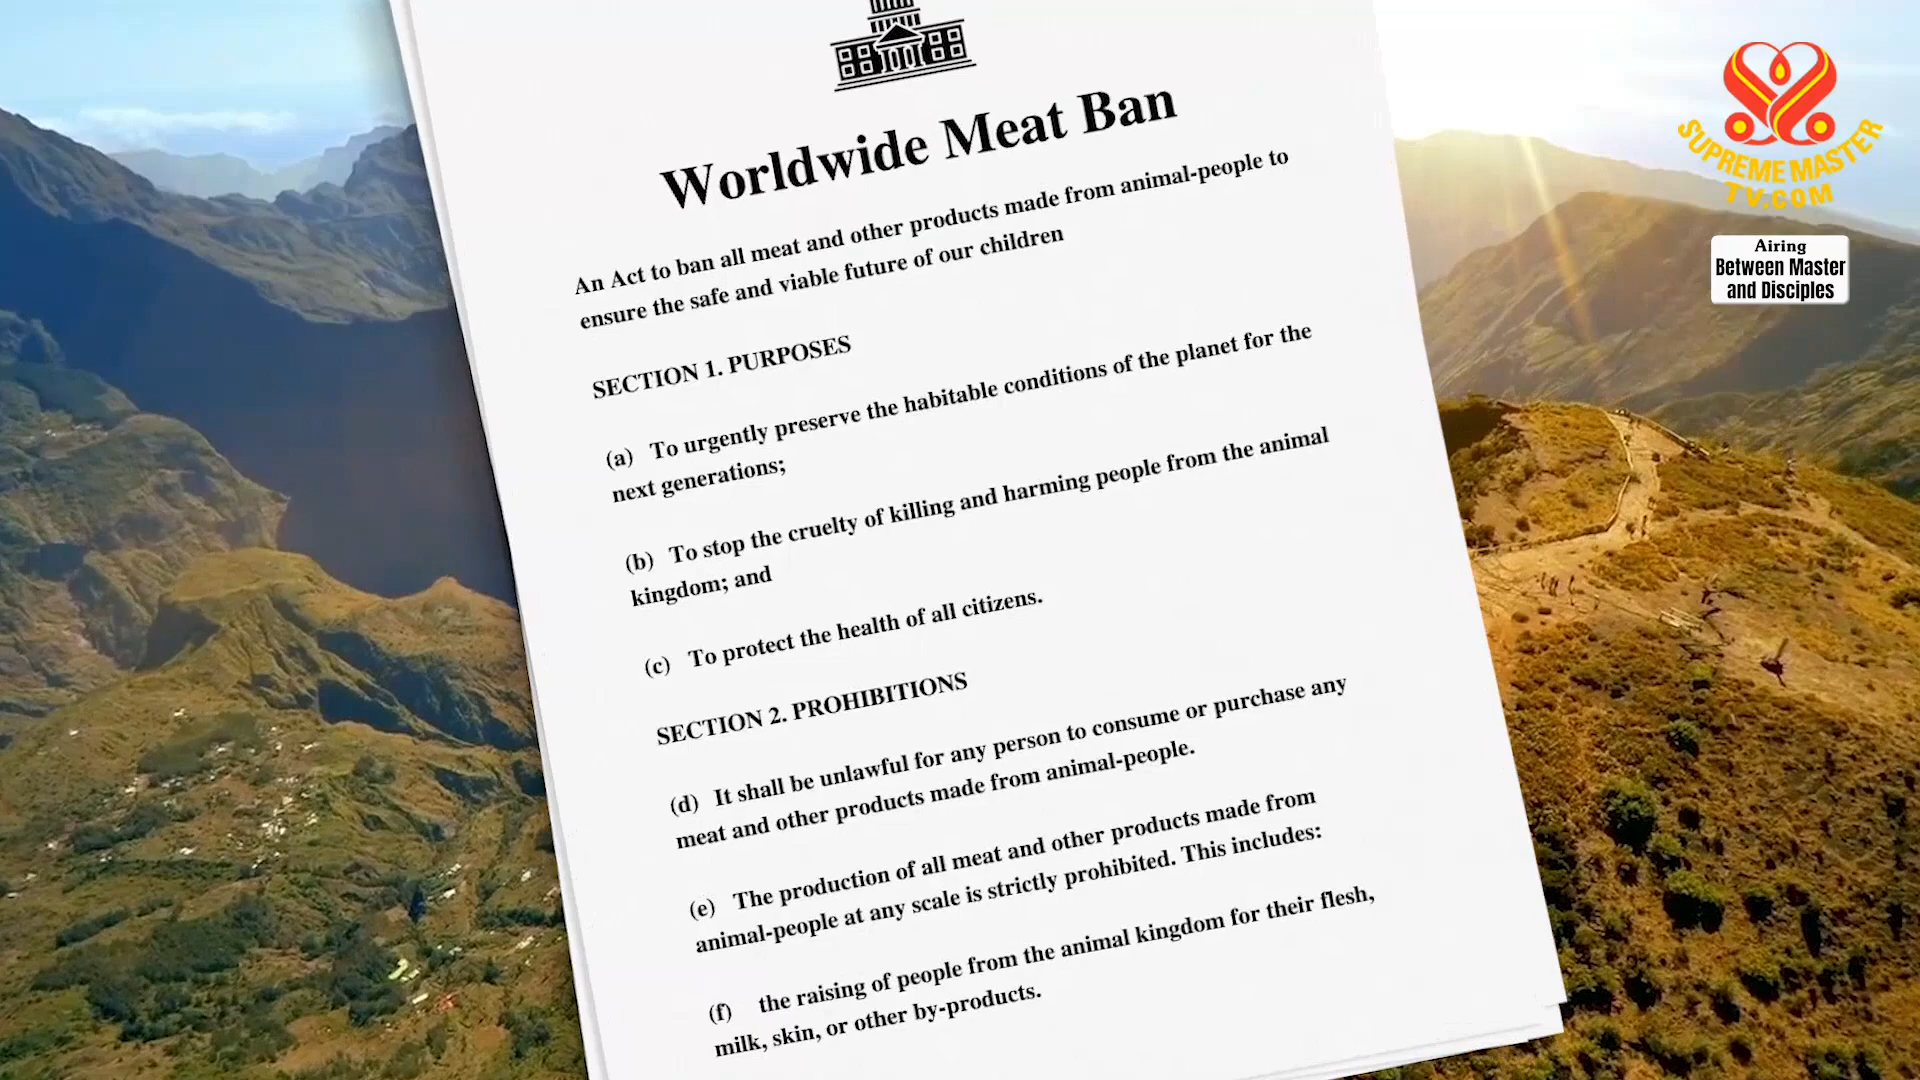 Worldwide Meat Ban
An Act to ban all meat and other products made from animal-people to
ensure the safe and viable future of our children
SECTION 1. PURPOSES
(a) To urgently preserve the habitable conditions of the planet for the
next generations;
(b) To stop the cruelty of killing and harming people from the animal
kingdom; and
(c) To protect the health of all citizens.
SECTION 2. PROHIBITIONS
(d) It shall be unlawful for any person to consume or purchase any
meat and other products made from animal-people.
(e) The production of all meat and other products made from
animal-people at any scale is strictly prohibited. This includes:
(f) the raising of people from the animal kingdom for their flesh,
milk, skin, or other by-products.
SUPREME MASTER
TV.COM
Airing
Between Master
and Disciples